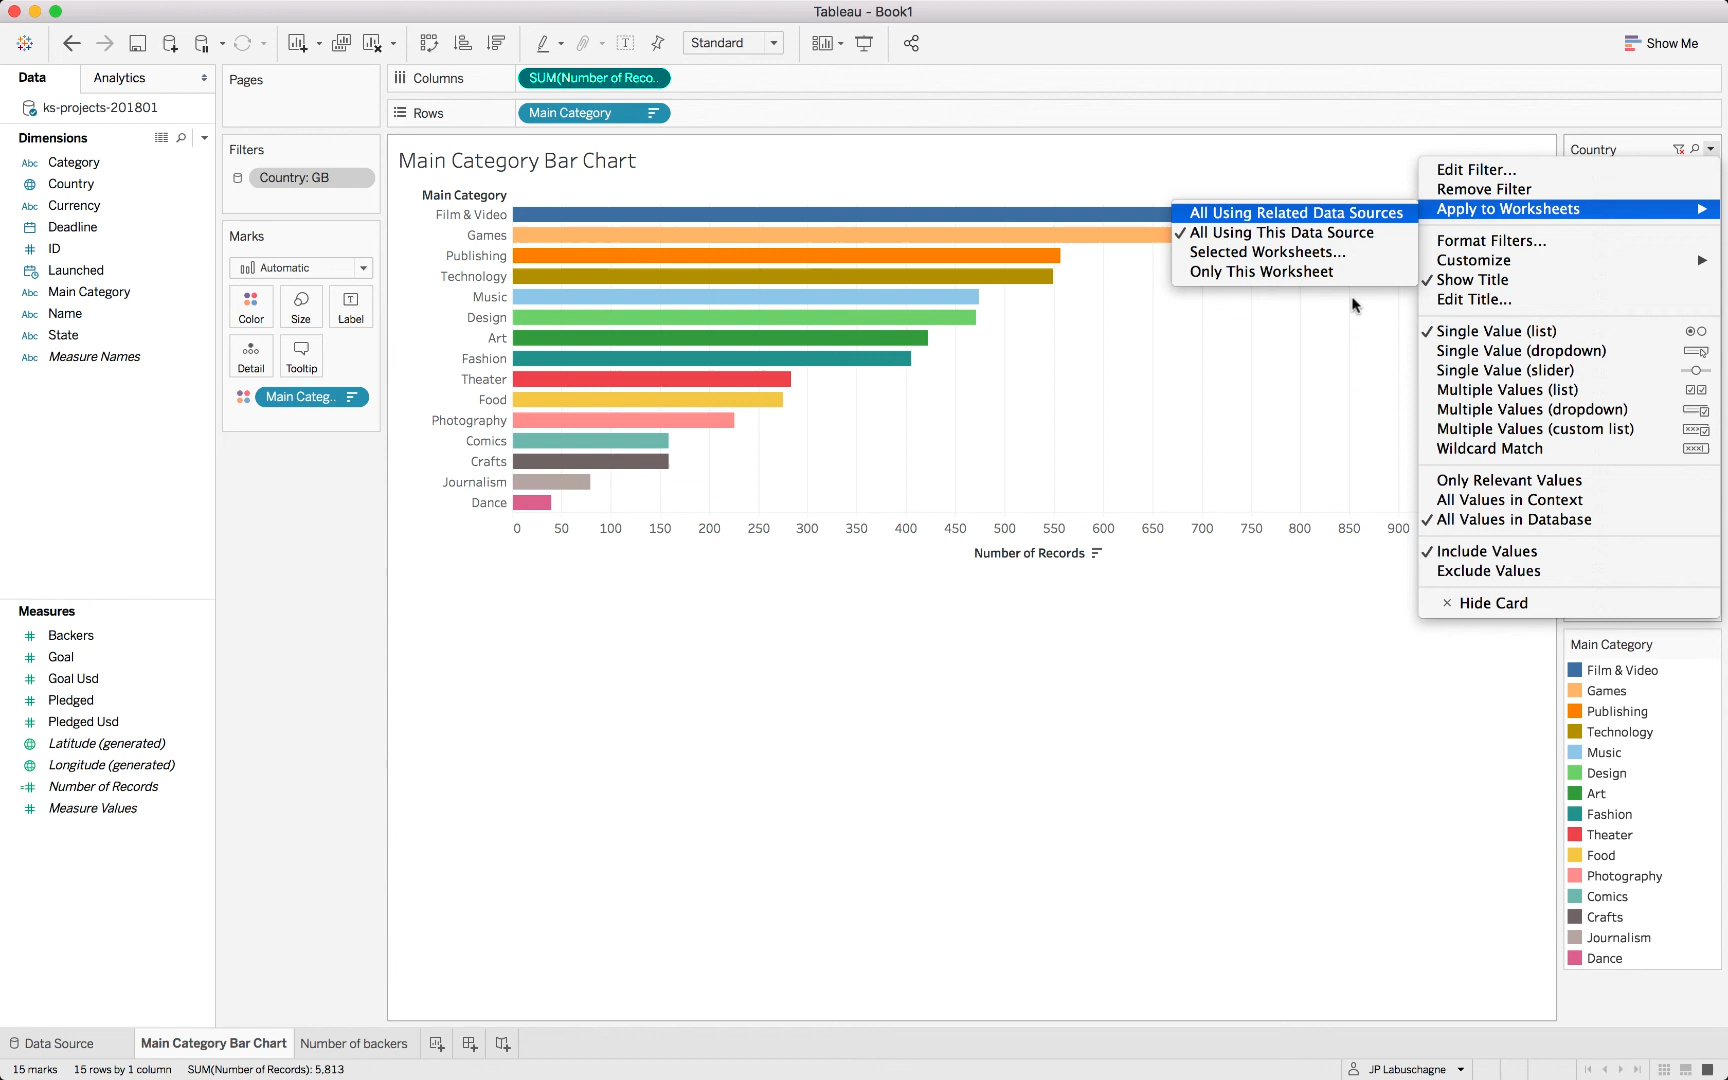 Tableau - Book1
Standard
Show Me
Data
Analytics
ks-projects-201801
Dimensions
Abc Category
Country
Abc Currency
Deadline
ID
Launched
Abc Main Category
Abc Name
Abc State
Abc Measure Names
Measures
Backers
Goal
Goal Usd
Pledged
Pledged Usd
Latitude (generated)
Longitude (generated)
Number of Records
Measure Values
Pages
Filters
Country: GB
Marks
Automatic
Color
Size
Label
Detail
Tooltip
Main Categ..
Columns
SUM(Number of Reco..
Rows
Main Category
Main Category Bar Chart
Main Category
Film & Video
Games
Publishing
Technology
Music
Design
Art
Fashion
Theater
Food
Photography
Comics
Crafts
Journalism
Dance
0 50 100 150 200 250 300 350 400 450 500 550 600 650 700 750 800 850 900
Number of Records
All Using Related Data Sources
All Using This Data Source
Selected Worksheets...
Only This Worksheet
Country
Edit Filter...
Remove Filter
Apply to Worksheets
Format Filters...
Customize
Show Title
Edit Title...
Single Value (list)
Single Value (dropdown)
Single Value (slider)
Multiple Values (list)
Multiple Values (dropdown)
Multiple Values (custom list)
Wildcard Match
Only Relevant Values
All Values in Context
All Values in Database
Include Values
Exclude Values
Hide Card
Main Category
Film & Video
Games
Publishing
Technology
Music
Design
Art
Fashion
Theater
Food
Photography
Comics
Crafts
Journalism
Dance
Data Source
Main Category Bar Chart
Number of backers
15 marks
15 rows by 1 column
SUM(Number of Records): 5,813
JP Labuschagne